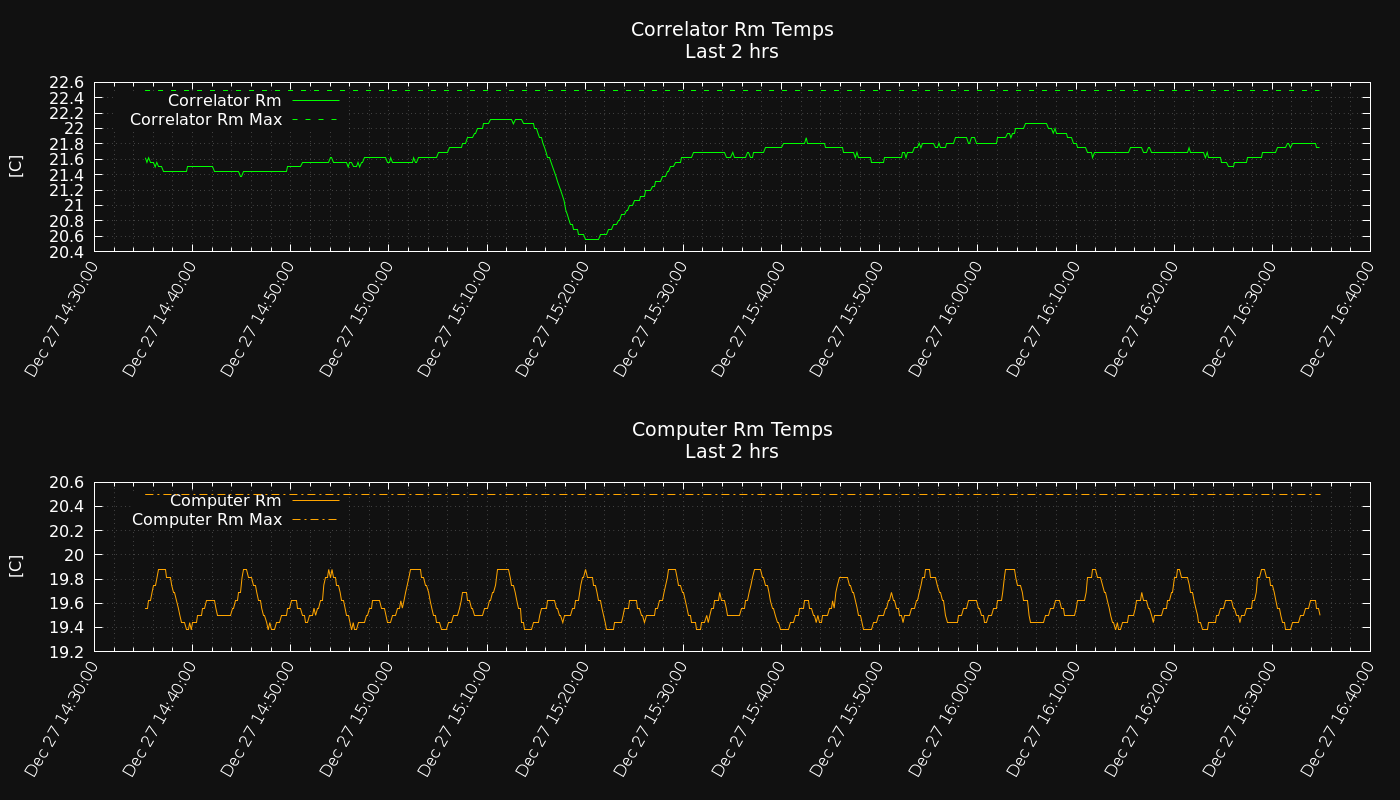 Correlator Rm Temps
Last 2 hrs
22.6
22.4
22.2
22
21.8
21.6
21.4
21.2
21
20.8
20.6
20.4
[C]
Correlator Rm
Correlator Rm Max
Dec 27 14:30:00
Dec 27 14:40:00
Dec 27 14:50:00
Dec 27 15:00:00
Dec 27 15:10:00
Dec 27 15:20:00
Dec 27 15:30:00
Dec 27 15:40:00
Dec 27 15:50:00
Dec 27 16:00:00
Dec 27 16:10:00
Dec 27 16:20:00
Dec 27 16:30:00
Dec 27 16:40:00
Computer Rm Temps
Last 2 hrs
20.6
20.4
20.2
20
19.8
19.6
19.4
19.2
[C]
Computer Rm
Computer Rm Max
Dec 27 14:30:00
Dec 27 14:40:00
Dec 27 14:50:00
Dec 27 15:00:00
Dec 27 15:10:00
Dec 27 15:20:00
Dec 27 15:30:00
Dec 27 15:40:00
Dec 27 15:50:00
Dec 27 16:00:00
Dec 27 16:10:00
Dec 27 16:20:00
Dec 27 16:30:00
Dec 27 16:40:00